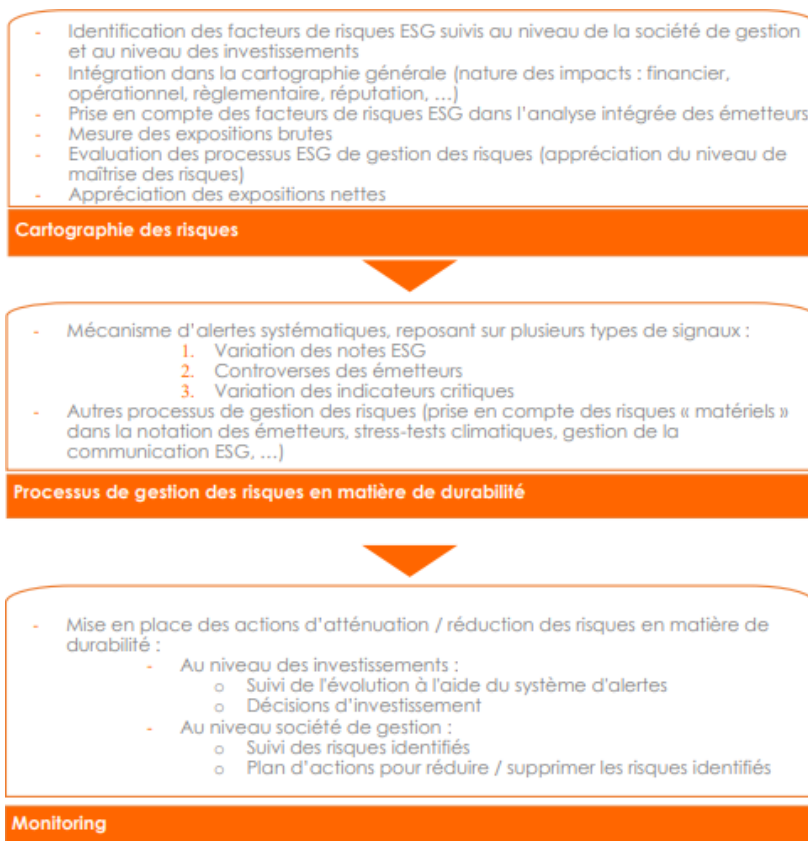 - Identification des facteurs de risques ESG suivis au niveau de la société de gestion
et au niveau des investissements
- Intégration dans la cartographie générale (nature des impacts : financier,
opérationnel, règlementaire, réputation, …)
- Prise en compte des facteurs de risques ESG dans l'analyse intégrée des émetteurs
- Mesure des expositions brutes
- Evaluation des processus ESG de gestion des risques (appréciation du niveau de
maîtrise des risques)
- Appréciation des expositions nettes
Cartographie des risques
- Mécanisme d'alertes systématiques, reposant sur plusieurs types de signaux :
1. Variation des notes ESG
2. Controverses des émetteurs
3. Variation des indicateurs critiques
- Autres processus de gestion des risques (prise en compte des risques « matériels »
dans la notation des émetteurs, stress-tests climatiques, gestion de la
communication ESG, …)
Processus de gestion des risques en matière de durabilité
- Mise en place des actions d'atténuation / réduction des risques en matière de
durabilité :
- Au niveau des investissements :
o Suivi de l'évolution à l'aide du système d'alertes
o Décisions d'investissement
- Au niveau société de gestion :
o Suivi des risques identifiés
o Plan d'actions pour réduire / supprimer les risques identifiés
Monitoring